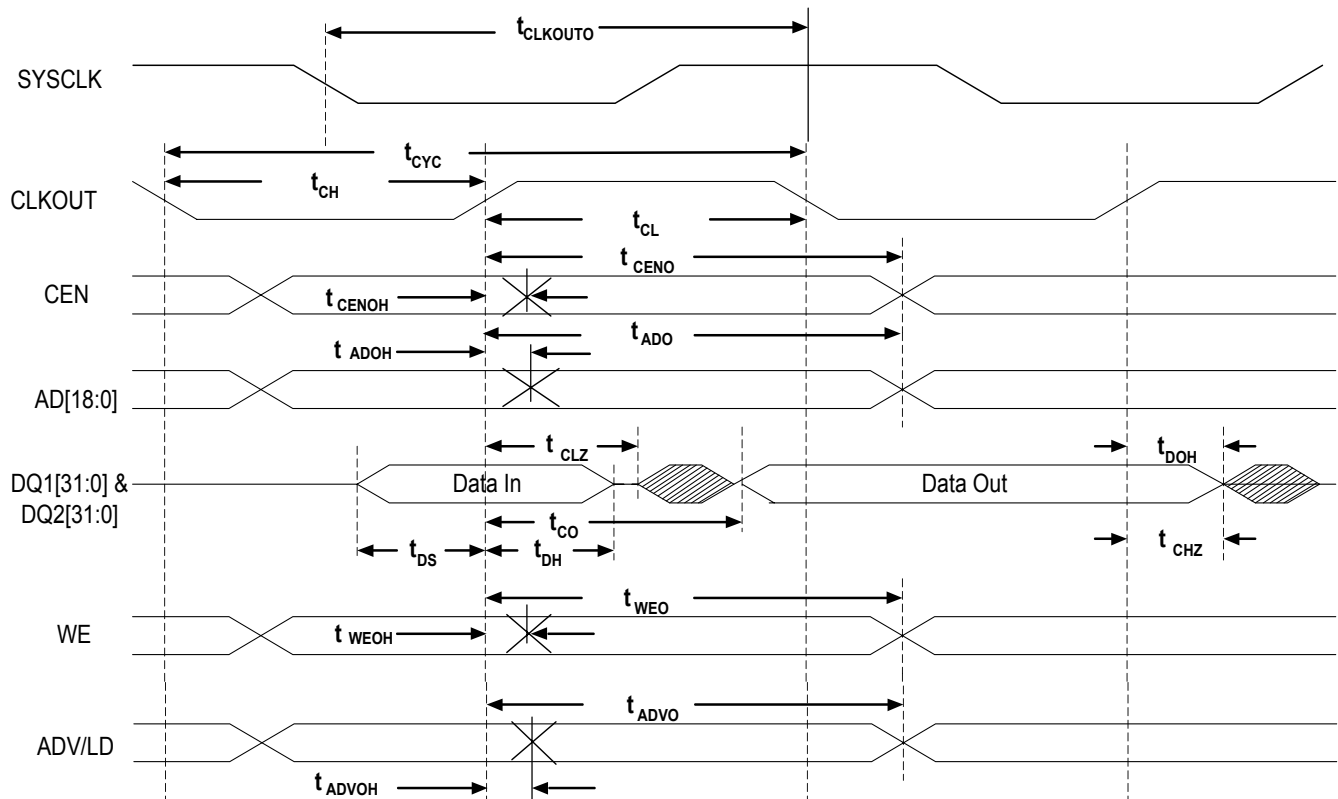 tCLKOUTO
SYSCLK
tCYC
tCH
CLKOUT
tCL
tCENO
CEN
tCENOH
tADO
tADOH
AD[18:0]
tCLZ
tDOH
DQ1[31:0] &
DQ2[31:0]
Data In
Data Out
tCO
tDS
tDH
tCHZ
tWEO
WE
tWEOH
tADVO
ADV/LD
tADVOH